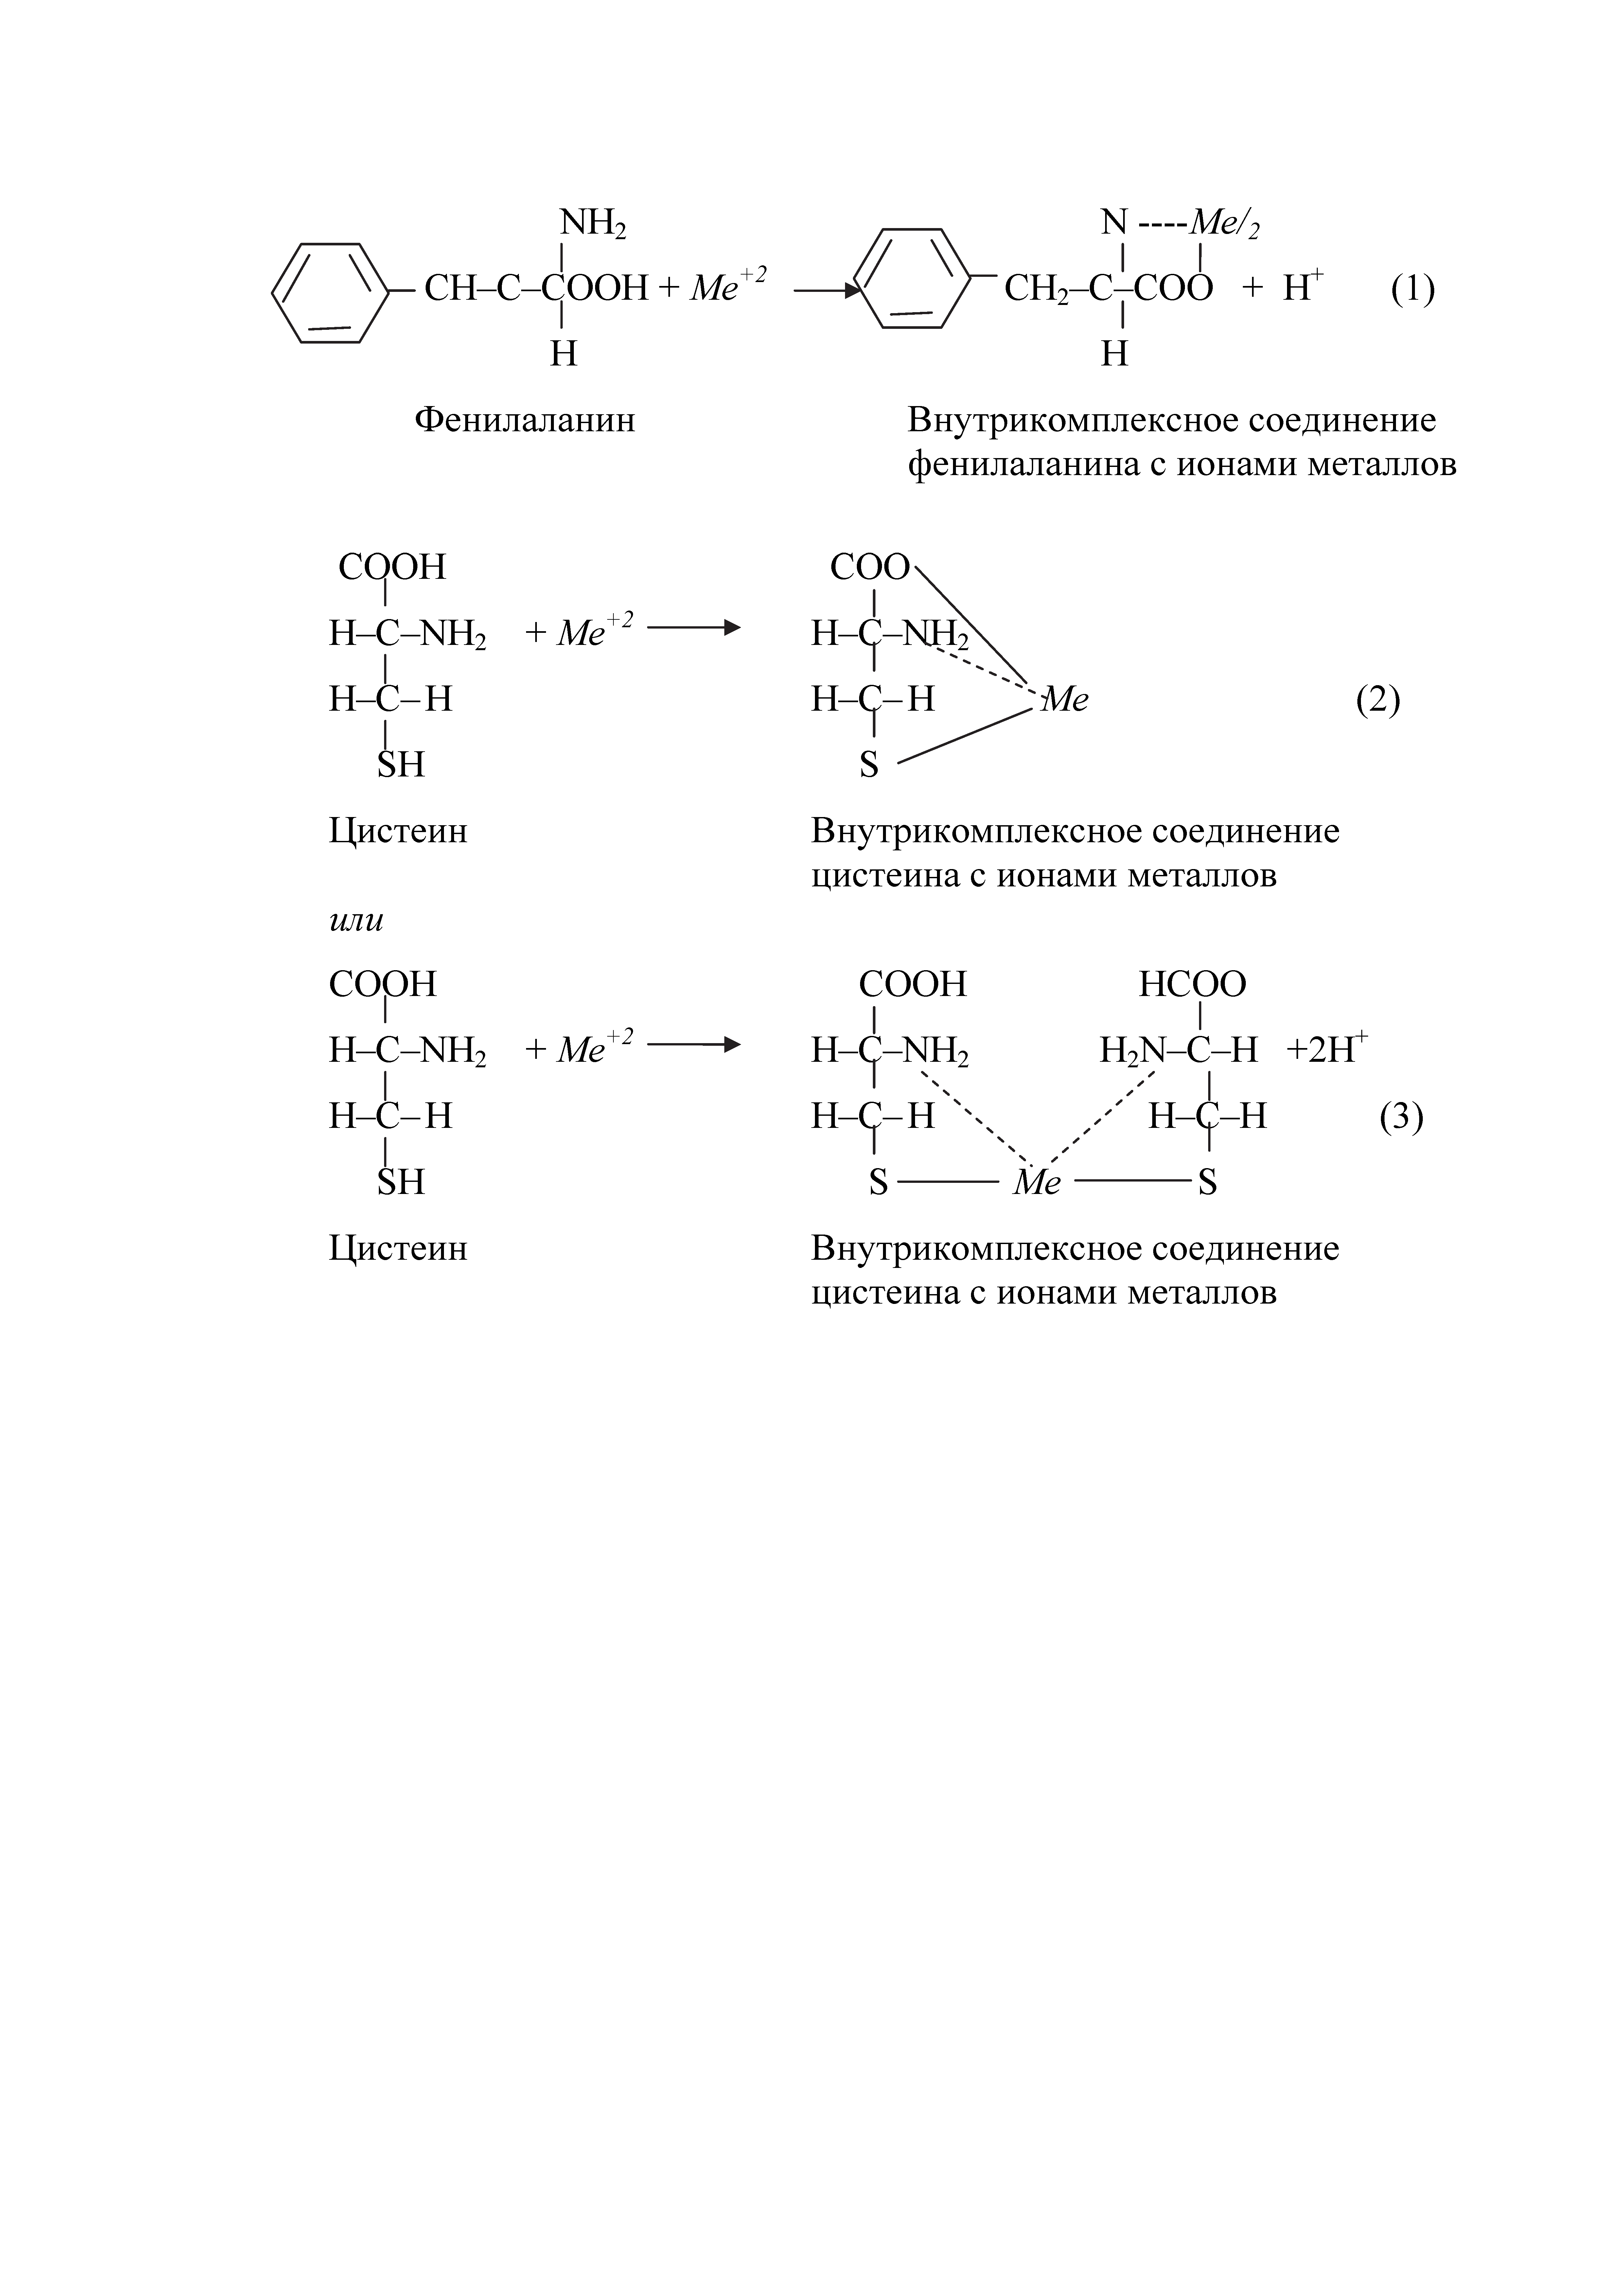 NH2 N ----Me/2
CH–C–COOH + Me+2 CH2–C–COO + H+ (1)
H H
Фенилаланин Внутрикомплексное соединение
фенилаланина с ионами металлов
COOH COO
H–C–NH2 + Me+2 H–C–NH2
H–C–H H–C–H Me (2)
SH S
Цистеин Внутрикомплексное соединение
цистеина с ионами металлов
или
COOH COOH HCOO
H–C–NH2 + Me+2 H–C–NH2 H2N–C–H +2H+
H–C–H H–C–H H–C–H (3)
SH S Me S
Цистеин Внутрикомплексное соединение
цистеина с ионами металлов